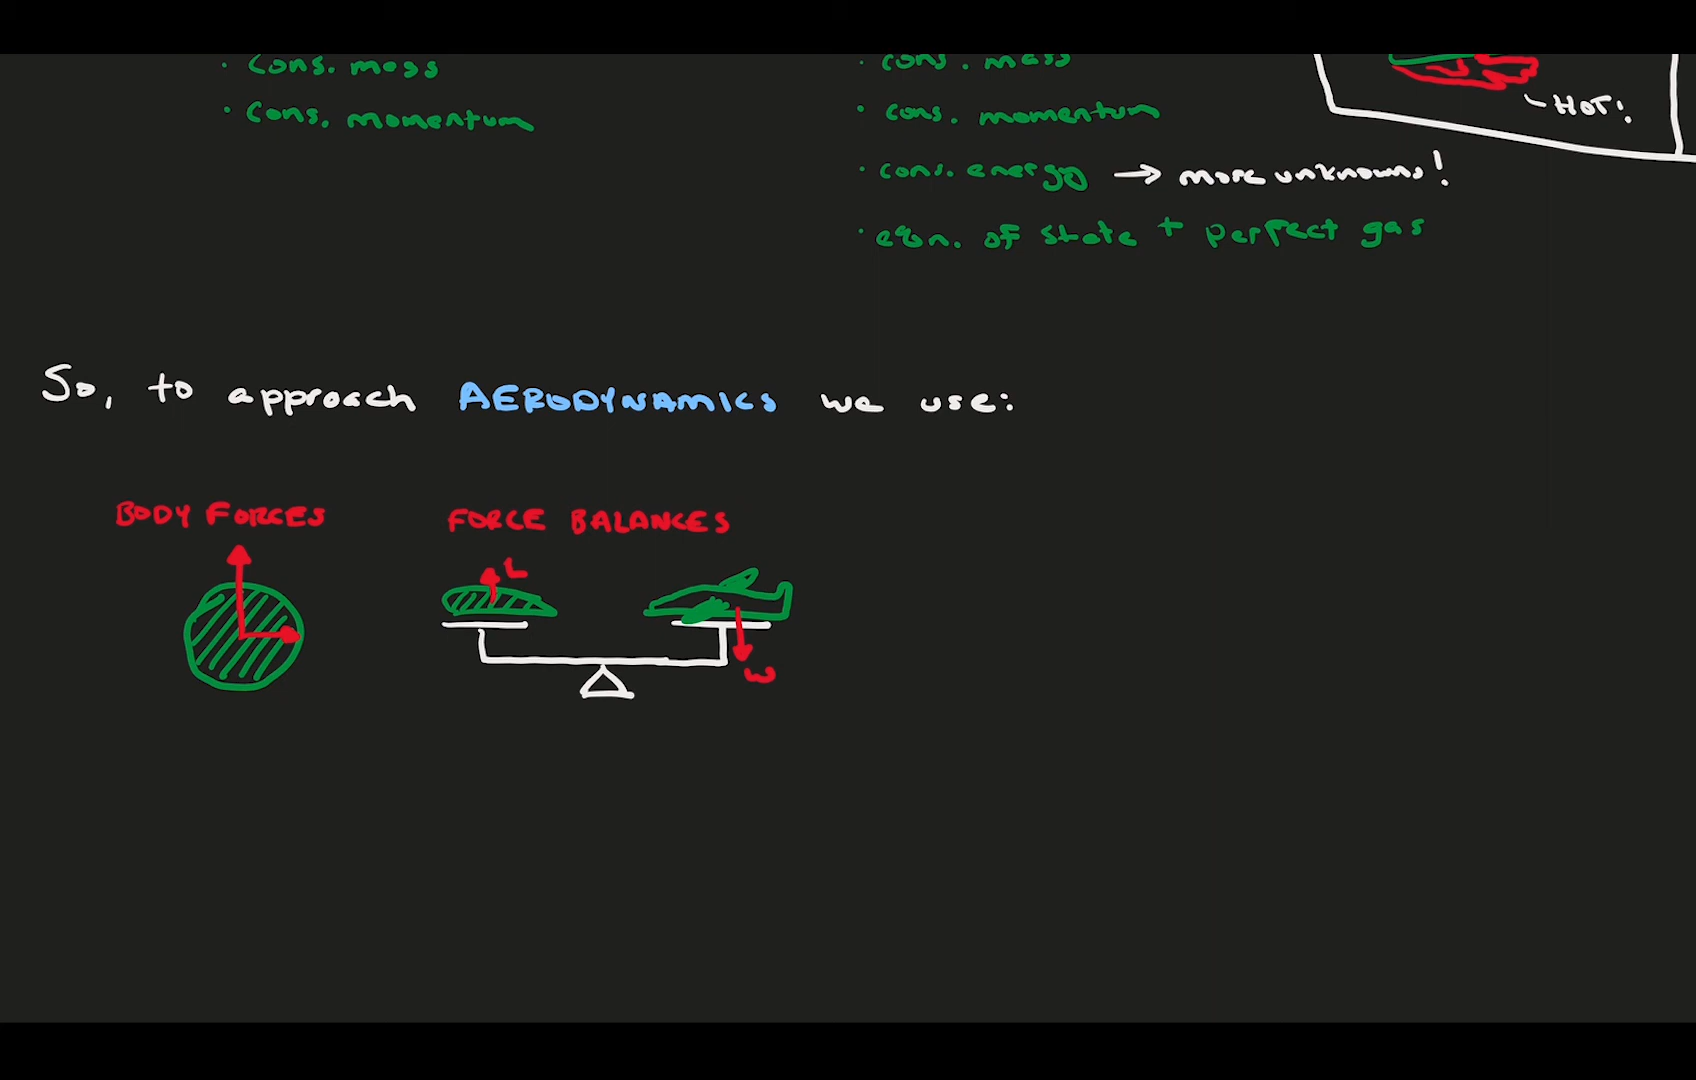 · Cons. mass
· Cons. momentum
· cons. mass
· cons. momentum
· cons. energy → more unknowns!
· eqn. of state + perfect gas
HOT!
So, to approach AERODYNAMICS we use:
BODY FORCES
FORCE BALANCES
L
W